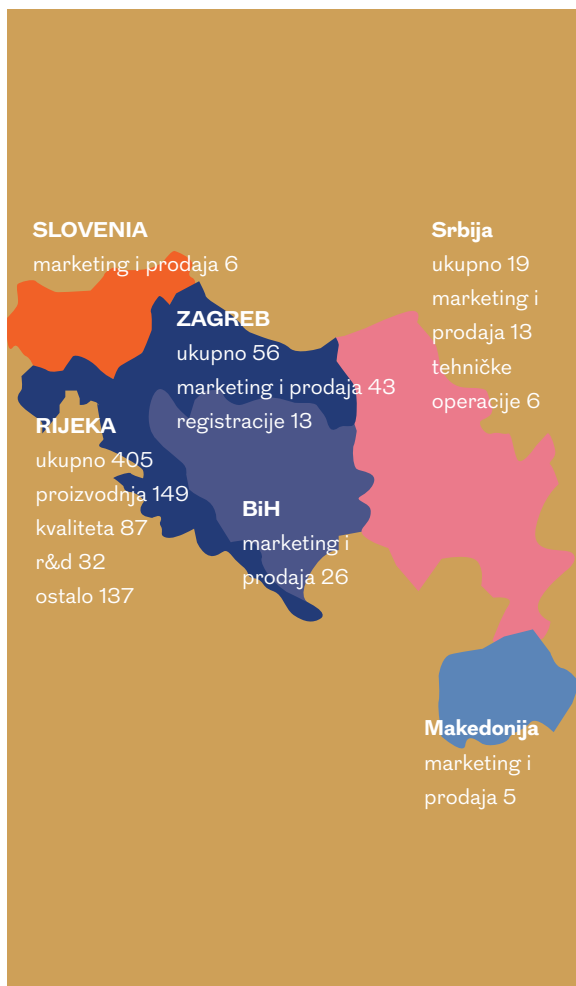 SLOVENIA
marketing i prodaja 6
Srbija
ukupno 19
marketing i
prodaja 13
tehničke
operacije 6
ZAGREB
ukupno 56
marketing i prodaja 43
registracije 13
RIJEKA
ukupno 405
proizvodnja 149
kvaliteta 87
r&d 32
ostalo 137
BiH
marketing i
prodaja 26
Makedonija
marketing i
prodaja 5